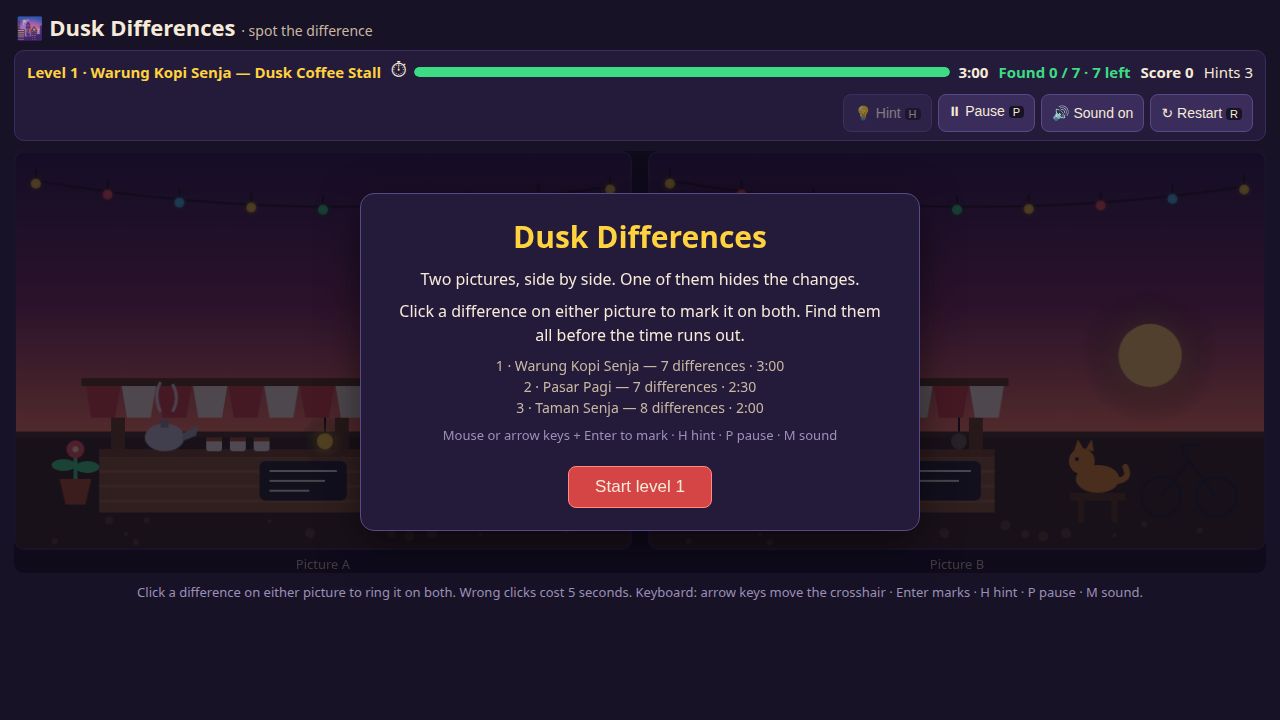 Dusk Differences · spot the difference
Level 1 · Warung Kopi Senja — Dusk Coffee Stall 3:00 Found 0 / 7 · 7 left Score 0 Hints 3
Hint H Pause P Sound on Restart R
Dusk Differences
Two pictures, side by side. One of them hides the changes.
Click a difference on either picture to mark it on both. Find them
all before the time runs out.
1 · Warung Kopi Senja — 7 differences · 3:00
2 · Pasar Pagi — 7 differences · 2:30
3 · Taman Senja — 8 differences · 2:00
Mouse or arrow keys + Enter to mark · H hint · P pause · M sound
Start level 1
Picture A Picture B
Click a difference on either picture to ring it on both. Wrong clicks cost 5 seconds. Keyboard: arrow keys move the crosshair · Enter marks · H hint · P pause · M sound.